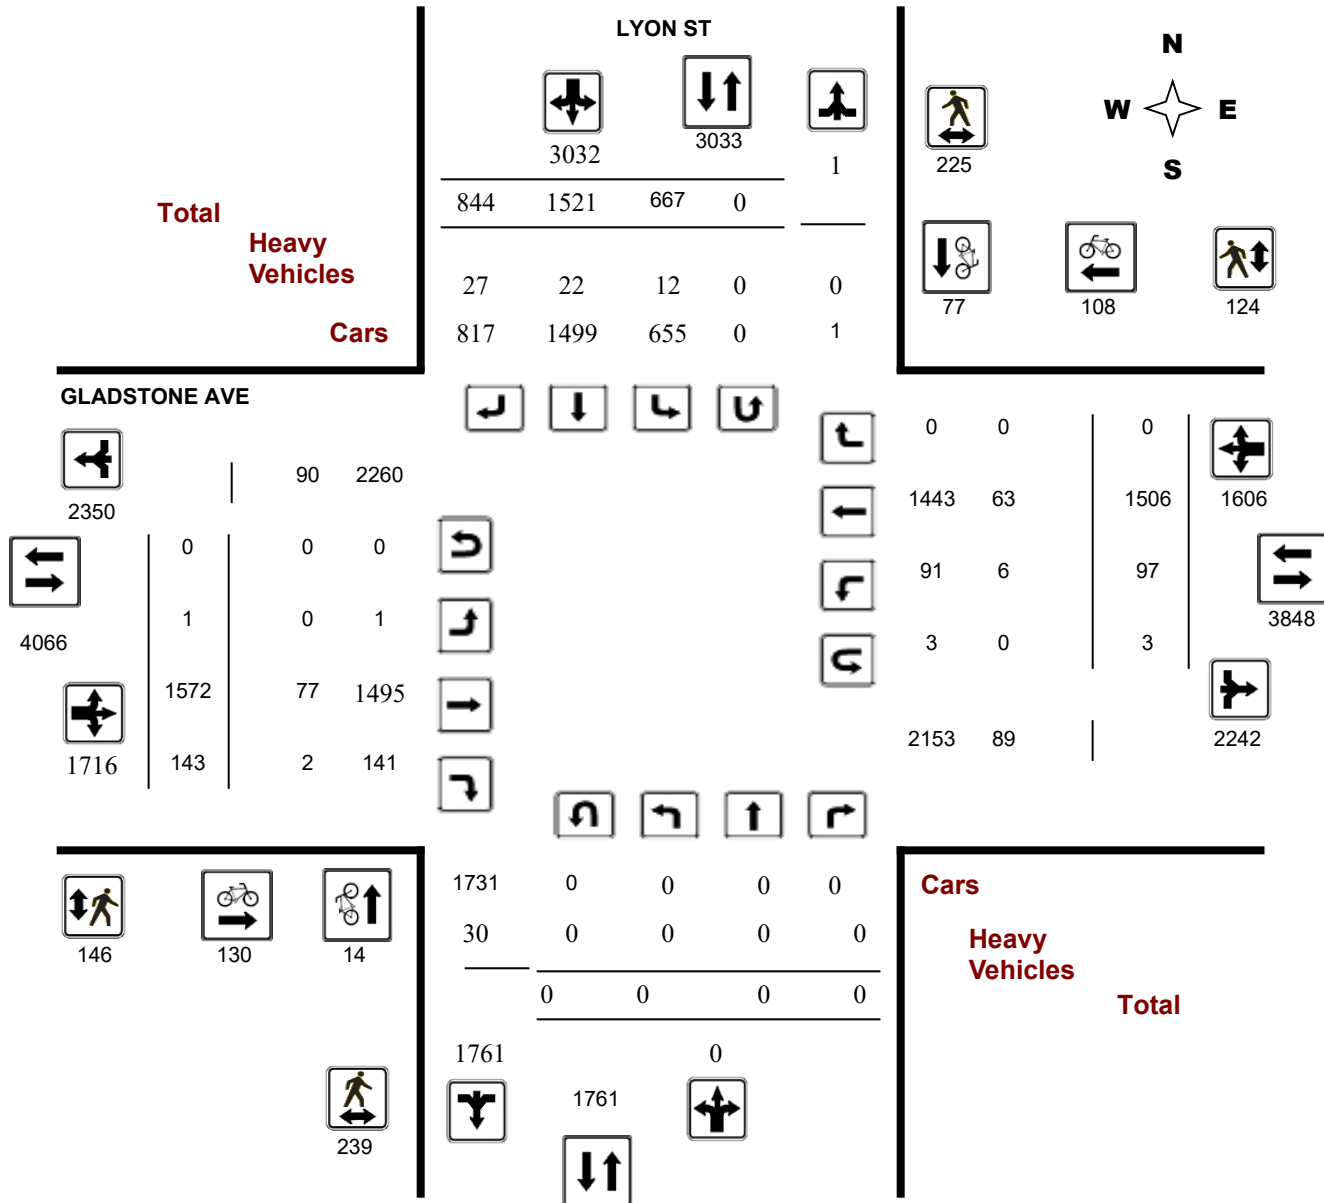 LYON ST
N
W E
S
3032 3033 1 225
844 1521 667 0
Total
Heavy
Vehicles
27 22 12 0 0
77 108 124
Cars
817 1499 655 0 1
GLADSTONE AVE
0 0 0
90 2260
2350
1443 63 1506 1606
0 0 0
91 6 97
1 0 1
4066
3848
3 0 3
1572 77 1495
2153 89 2242
1716 143 2 141
1731 0 0 0 0
Cars
30 0 0 0 0
Heavy
Vehicles
146 130 14
0 0 0 0
Total
1761 0
1761
239